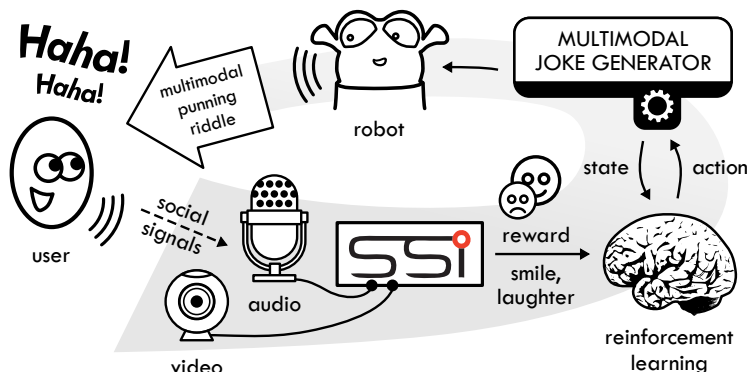 Haha!
Haha!
multimodal
punning
riddle
robot
MULTIMODAL
JOKE GENERATOR
user
social
signals
audio
video
SSi
reward
smile,
laughter
state
action
reinforcement
learning